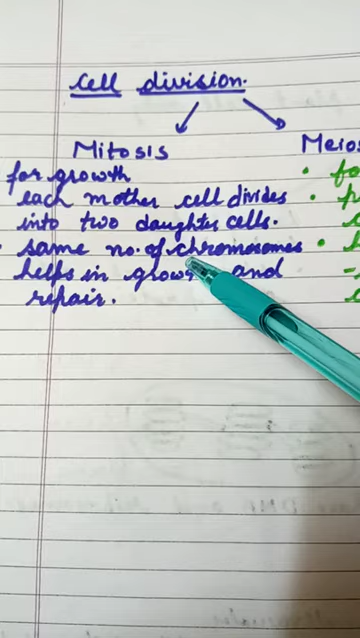 Cell division.
Mitosis
for growth
each mother cell divides
into two daughter cells.
same no. of chromosomes
helps in growth and
repair.